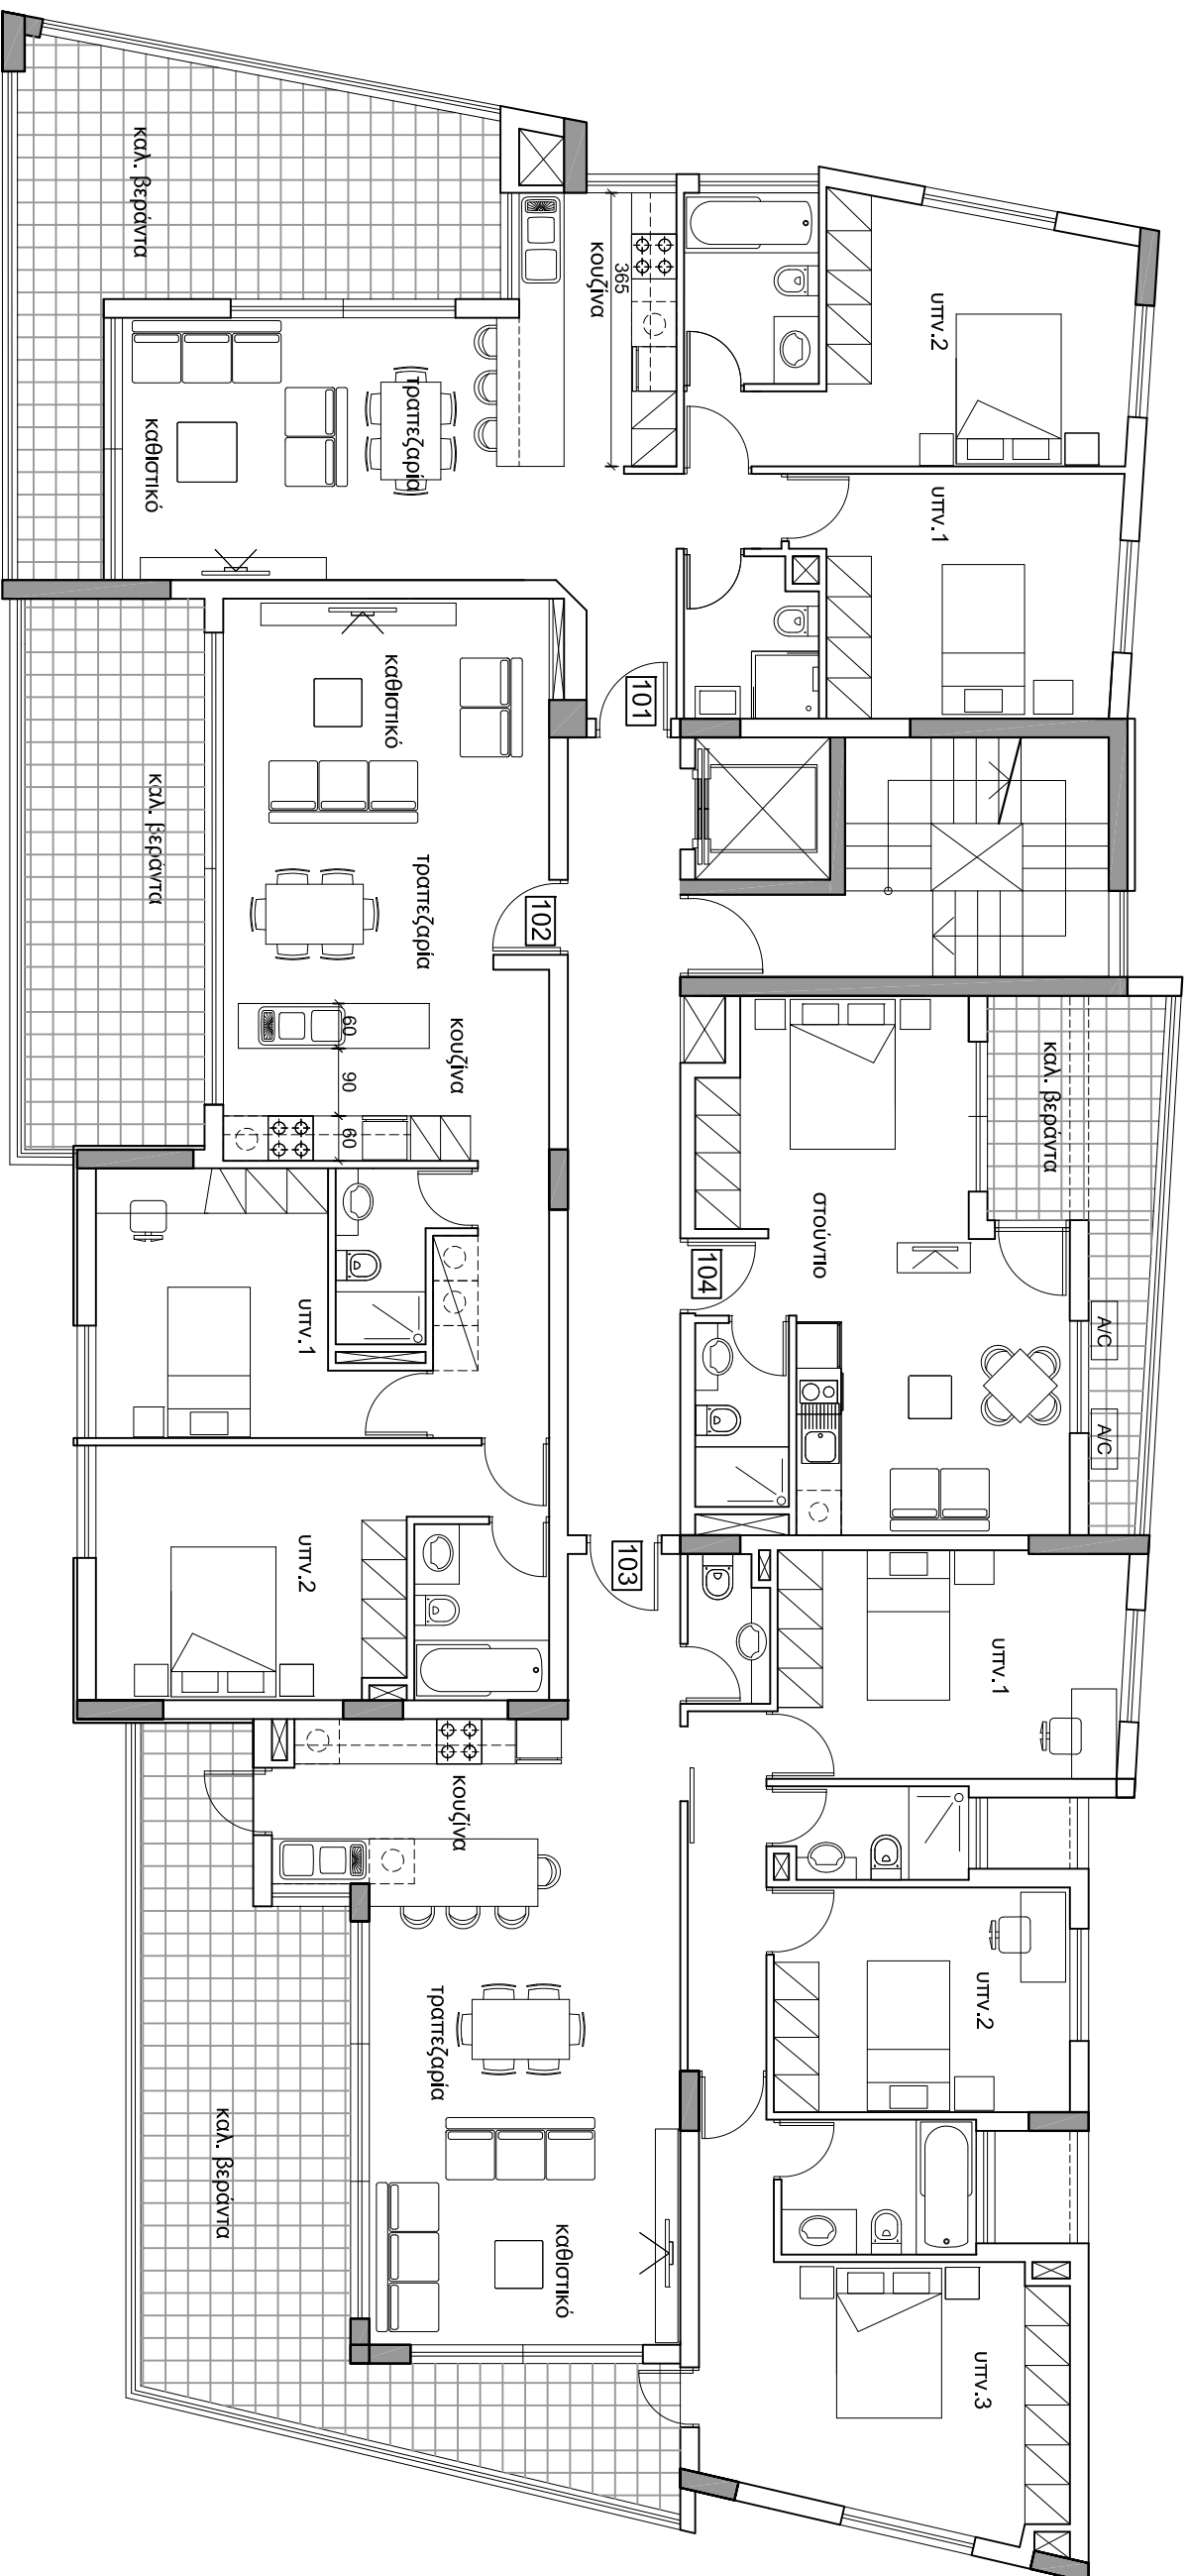 καλ. βεράντα
κουζίνα
365
υπν.2
τραπεζαρία
καθιστικό
υπν.1
101
καθιστικό
καλ. βεράντα
τραπεζαρία
102
κουζίνα
60
90
60
καλ. βεράντα
στούντιο
104
A/C
A/C
υπν.1
υπν.2
103
υπν.1
κουζίνα
υπν.2
τραπεζαρία
καλ. βεράντα
καθιστικό
υπν.3